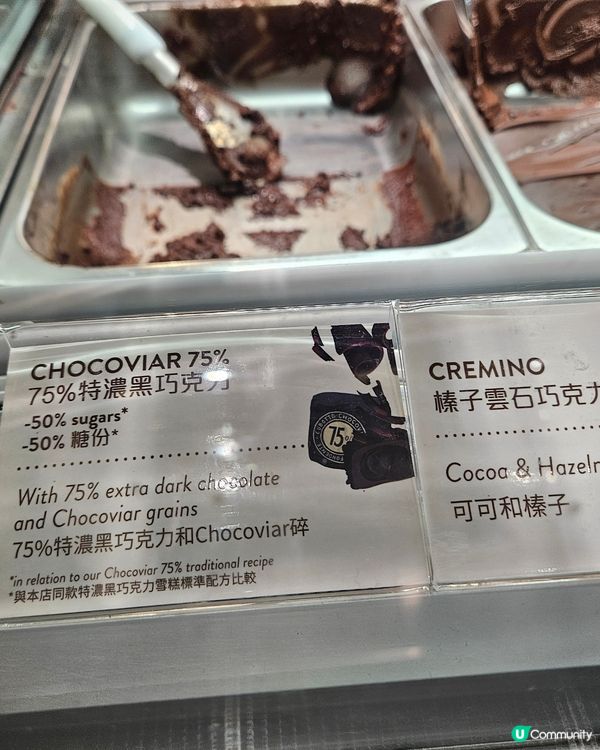 CHOCOVIAR 75%
75%特濃黑巧克力
-50% sugars*
-50% 糖份*
75%
With 75% extra dark chocolate
and Chocoviar grains
75%特濃黑巧克力和Chocoviar碎
*in relation to our Chocoviar 75% traditional recipe
*與本店同款特濃黑巧克力雪糕標準配方比較
CREMINO
榛子雲石巧克力
Cocoa & Hazeln
可可和榛子
U Community